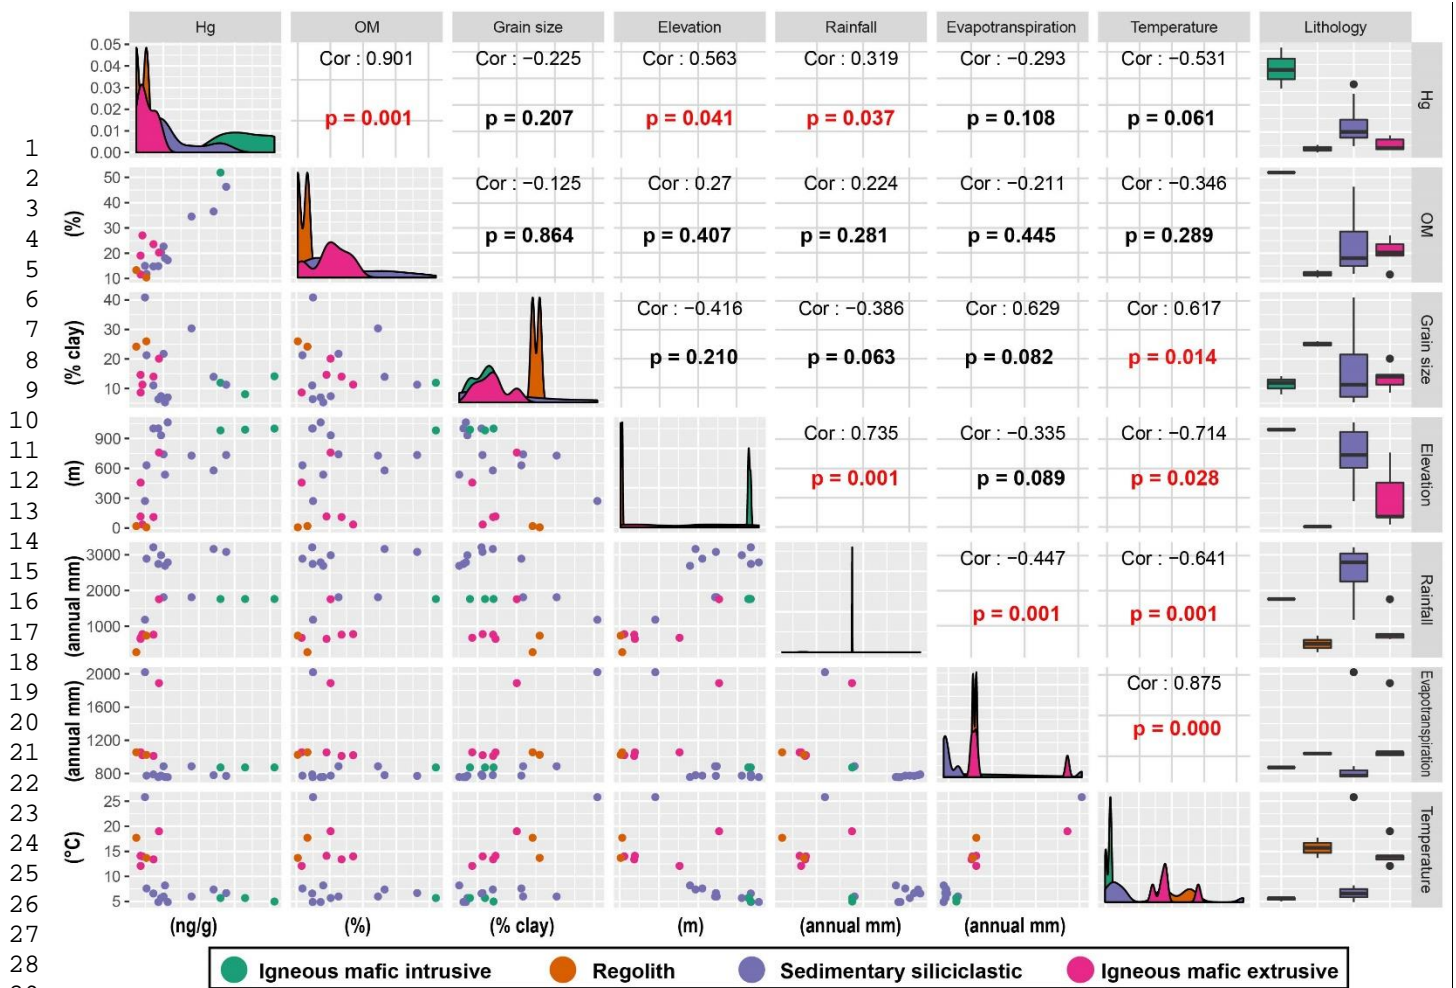 Hg OM Grain size Elevation Rainfall Evapotranspiration Temperature Lithology
0.05
0.04
0.03
0.02
0.01
0.00
Cor : 0.901 Cor : −0.225 Cor : 0.563 Cor : 0.319 Cor : −0.293 Cor : −0.531
p = 0.001 p = 0.207 p = 0.041 p = 0.037 p = 0.108 p = 0.061
Hg
1
2
3
4
5
(%)
50
40
30
20
10
Cor : −0.125 Cor : 0.27 Cor : 0.224 Cor : −0.211 Cor : −0.346
p = 0.864 p = 0.407 p = 0.281 p = 0.445 p = 0.289
OM
6
7
8
9
(% clay)
40
30
20
10
Cor : −0.416 Cor : −0.386 Cor : 0.629 Cor : 0.617
p = 0.210 p = 0.063 p = 0.082 p = 0.014
Grain size
10
11
12
13
(m)
900
600
300
0
Cor : 0.735 Cor : −0.335 Cor : −0.714
p = 0.001 p = 0.089 p = 0.028
Elevation
14
15
16
17
18
(annual mm)
3000
2000
1000
Cor : −0.447 Cor : −0.641
p = 0.001 p = 0.001
Rainfall
19
20
21
22
(annual mm)
2000
1600
1200
800
Cor : 0.875
p = 0.000
Evapotranspiration
23
24
25
26
(°C)
25
20
15
10
5
Temperature
27
(ng/g) (%) (% clay) (m) (annual mm) (annual mm)
28
Igneous mafic intrusive Regolith Sedimentary siliciclastic Igneous mafic extrusive